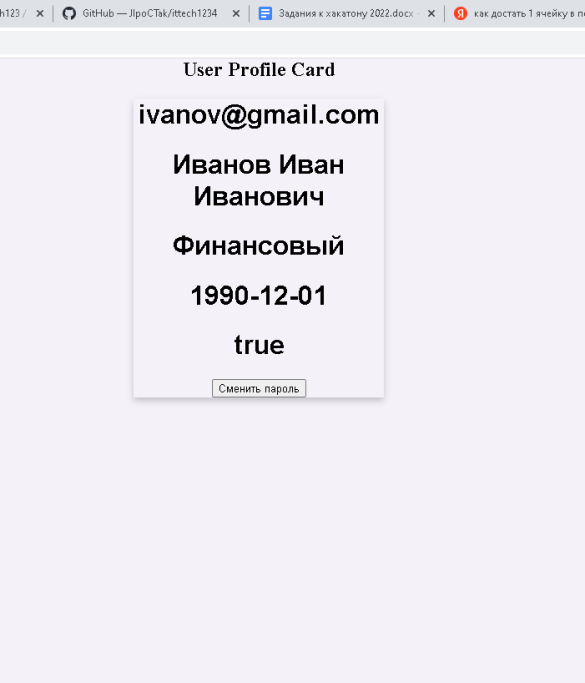 h123 /
GitHub — JlpoCTak/ittech1234
Задания к хакатону 2022.docx -
Я как достать 1 ячейку в п
User Profile Card
ivanov@gmail.com
Иванов Иван
Иванович
Финансовый
1990-12-01
true
Сменить пароль